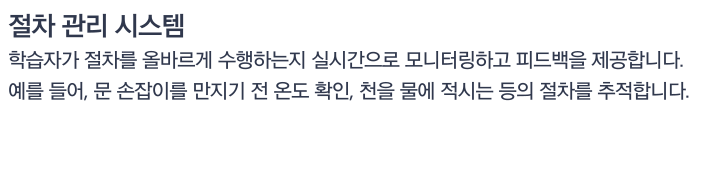 절차 관리 시스템
학습자가 절차를 올바르게 수행하는지 실시간으로 모니터링하고 피드백을 제공합니다.
예를 들어, 문 손잡이를 만지기 전 온도 확인, 천을 물에 적시는 등의 절차를 추적합니다.